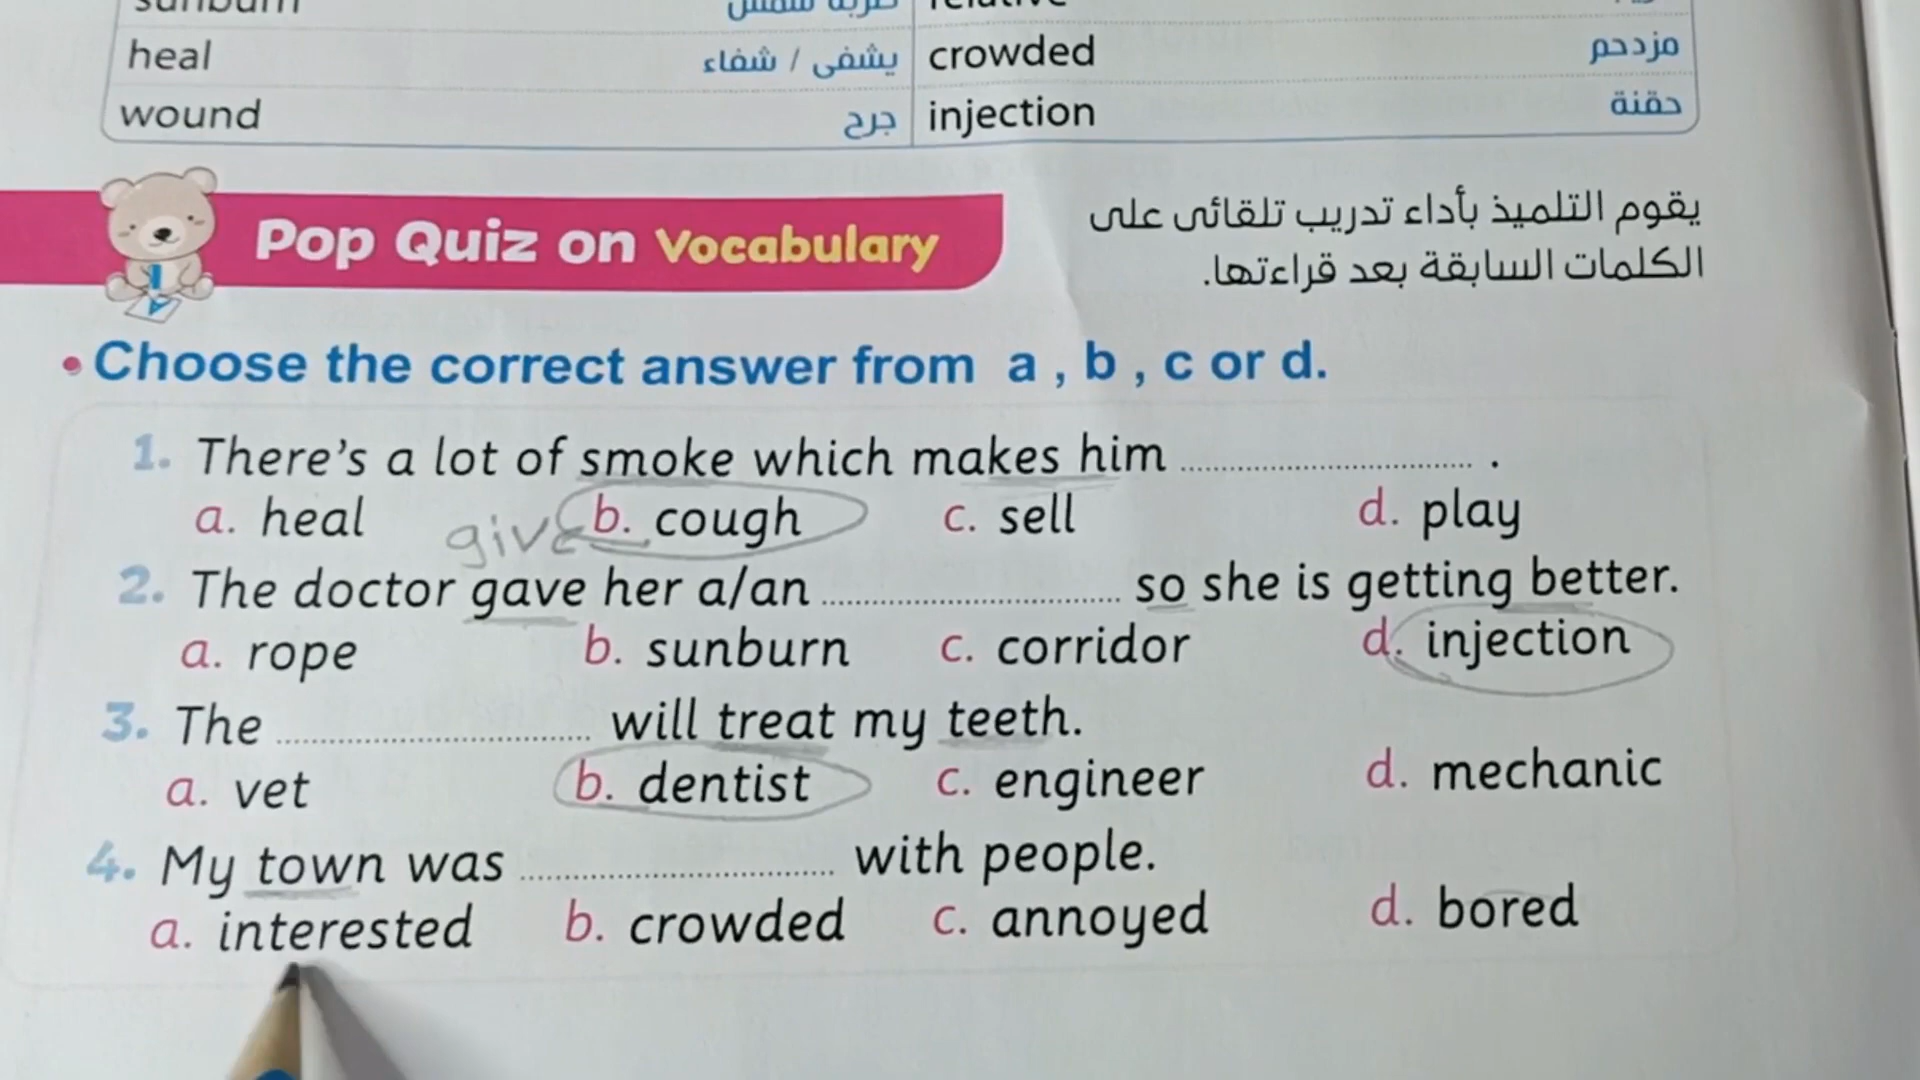 heal يشفى / شفاء crowded مزدحم
wound جرح injection حقنة
Pop Quiz on Vocabulary
يقوم التلميذ بأداء تدريب تلقائى على
الكلمات السابقة بعد قراءتها.
• Choose the correct answer from a , b , c or d.
1. There's a lot of smoke which makes him .............................. .
a. heal b. cough c. sell d. play
give
2. The doctor gave her a/an .............................. so she is getting better.
a. rope b. sunburn c. corridor d. injection
3. The .............................. will treat my teeth.
a. vet b. dentist c. engineer d. mechanic
4. My town was .............................. with people.
a. interested b. crowded c. annoyed d. bored